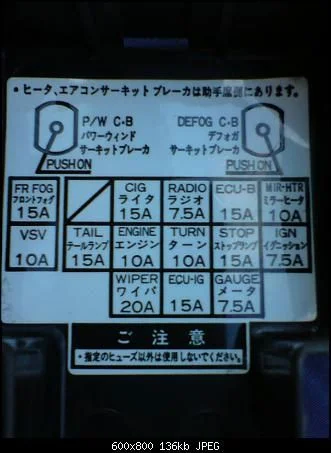 ・ヒータ、エアコンサーキットブレーカは助手席側にあります。
P/W C-B
パワーウィンド
サーキットブレーカ
PUSH ON
DEFOG C-B
デフォガ
サーキットブレーカ
PUSH ON
FR FOG
フロントフォグ
15A
CIG
ライタ
15A
RADIO
ラジオ
7.5A
ECU-B
15A
MIR-HTR
ミラーヒータ
10A
VSV
10A
TAIL
テールランプ
15A
ENGINE
エンジン
10A
TURN
ターン
10A
STOP
ストップランプ
15A
IGN
イグニッション
7.5A
WIPER
ワイパ
20A
ECU-IG
15A
GAUGE
メータ
7.5A
ご注意
・指定のヒューズ以外は使用しないでください。
600x800 136kb JPEG